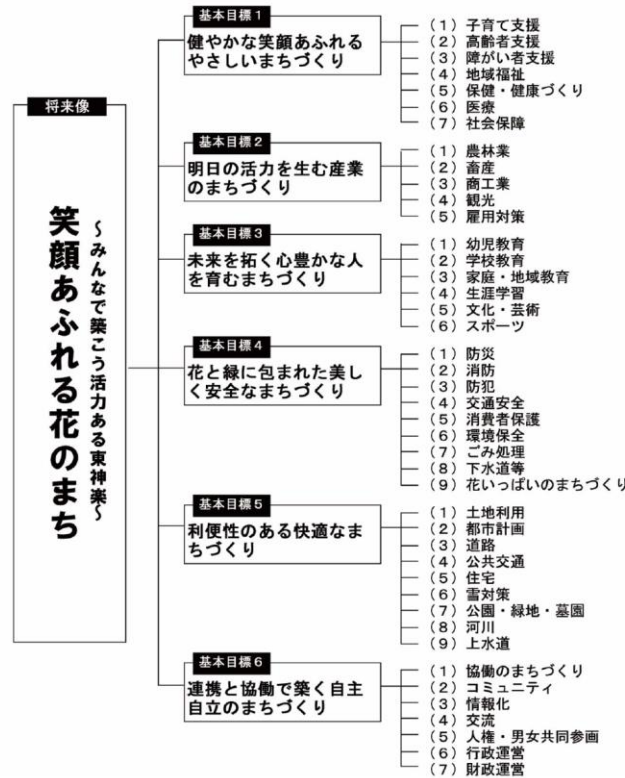 将来像
笑顔あふれる花のまち
～みんなで築こう活力ある東神楽～
基本目標1
健やかな笑顔あふれる
やさしいまちづくり
（1）子育て支援
（2）高齢者支援
（3）障がい者支援
（4）地域福祉
（5）保健・健康づくり
（6）医療
（7）社会保障
基本目標2
明日の活力を生む産業
のまちづくり
（1）農林業
（2）畜産
（3）商工業
（4）観光
（5）雇用対策
基本目標3
未来を拓く心豊かな人
を育むまちづくり
（1）幼児教育
（2）学校教育
（3）家庭・地域教育
（4）生涯学習
（5）文化・芸術
（6）スポーツ
基本目標4
花と緑に包まれた美し
く安全なまちづくり
（1）防災
（2）消防
（3）防犯
（4）交通安全
（5）消費者保護
（6）環境保全
（7）ごみ処理
（8）下水道等
（9）花いっぱいのまちづくり
基本目標5
利便性のある快適なま
ちづくり
（1）土地利用
（2）都市計画
（3）道路
（4）公共交通
（5）住宅
（6）雪対策
（7）公園・緑地・墓園
（8）河川
（9）上水道
基本目標6
連携と協働で築く自主
自立のまちづくり
（1）協働のまちづくり
（2）コミュニティ
（3）情報化
（4）交流
（5）人権・男女共同参画
（6）行政運営
（7）財政運営